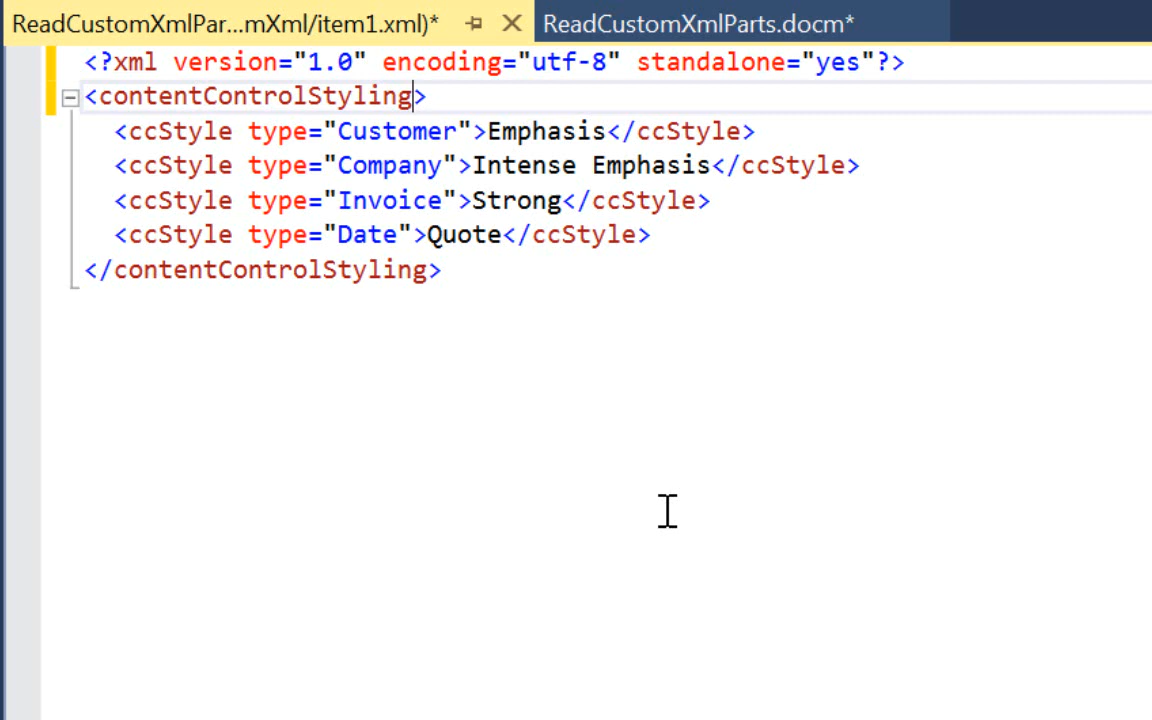 ReadCustomXmlPar...mXml/item1.xml)* ReadCustomXmlParts.docm*
<?xml version="1.0" encoding="utf-8" standalone="yes"?>
<contentControlStyling>
<ccStyle type="Customer">Emphasis</ccStyle>
<ccStyle type="Company">Intense Emphasis</ccStyle>
<ccStyle type="Invoice">Strong</ccStyle>
<ccStyle type="Date">Quote</ccStyle>
</contentControlStyling>